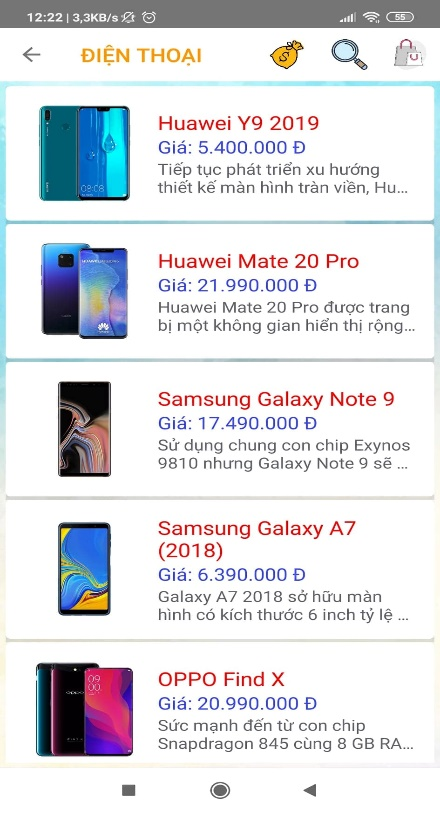 12:22 | 3,3KB/s
55
ĐIỆN THOẠI
Huawei Y9 2019
Giá: 5.400.000 Đ
Tiếp tục phát triển xu hướng
thiết kế màn hình tràn viền, Hu...
Huawei Mate 20 Pro
Giá: 21.990.000 Đ
Huawei Mate 20 Pro được trang
bị một không gian hiển thị rộng...
Samsung Galaxy Note 9
Giá: 17.490.000 Đ
Sử dụng chung con chip Exynos
9810 nhưng Galaxy Note 9 sẽ ...
Samsung Galaxy A7
(2018)
Giá: 6.390.000 Đ
Galaxy A7 2018 sở hữu màn
hình có kích thước 6 inch tỷ lệ ...
OPPO Find X
Giá: 20.990.000 Đ
Sức mạnh đến từ con chip
Snapdragon 845 cùng 8 GB RA...